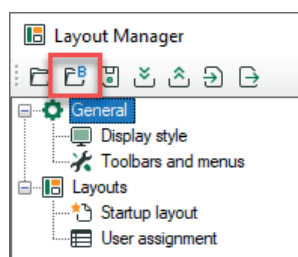 Layout Manager
B
General
Display style
Toolbars and menus
Layouts
Startup layout
User assignment